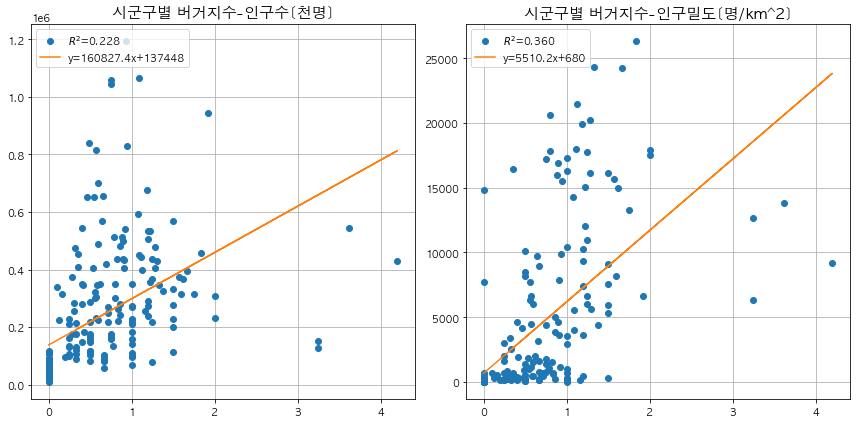 시군구별 버거지수-인구수(천명)
1e6
R²=0.228
y=160827.4x+137448
1.2
1.0
0.8
0.6
0.4
0.2
0.0
0 1 2 3 4
시군구별 버거지수-인구밀도(명/km^2)
R²=0.360
y=5510.2x+680
25000
20000
15000
10000
5000
0
0 1 2 3 4